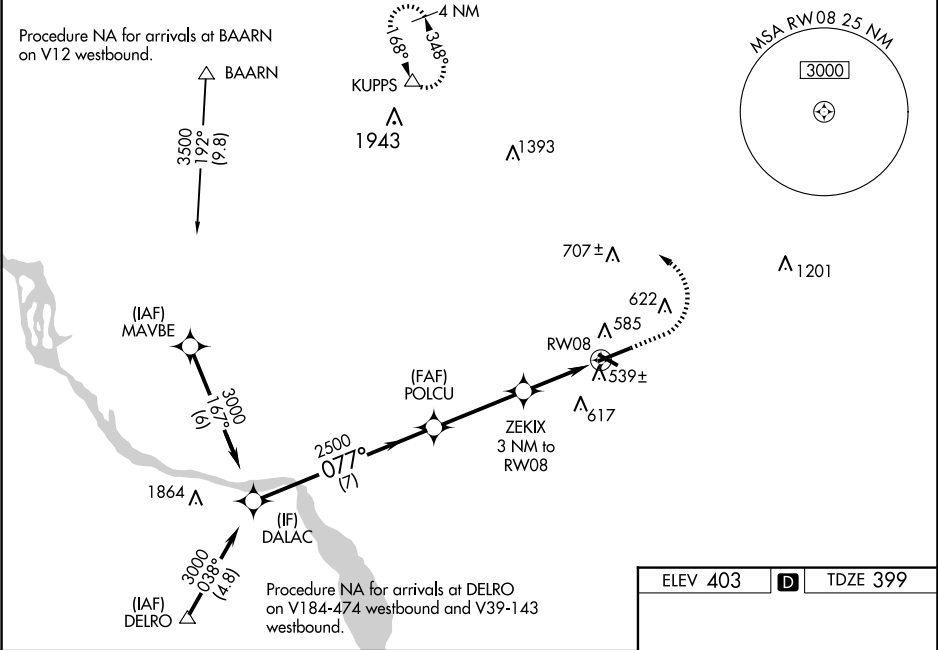 Procedure NA for arrivals at BAARN
on V12 westbound.
BAARN
3500
192°
(9.8)
4 NM
168°
348°
KUPPS
1943
1393
MSA RW08 25 NM
3000
707±
1201
622
585
RW08
539±
617
(IAF)
MAVBE
3000
167°
(6)
(FAF)
POLCU
ZEKIX
3 NM to
RW08
2500
077°
(7)
1864
(IF)
DALAC
3000
038°
(4.8)
(IAF)
DELRO
Procedure NA for arrivals at DELRO
on V184-474 westbound and V39-143
westbound.
ELEV 403 D TDZE 399